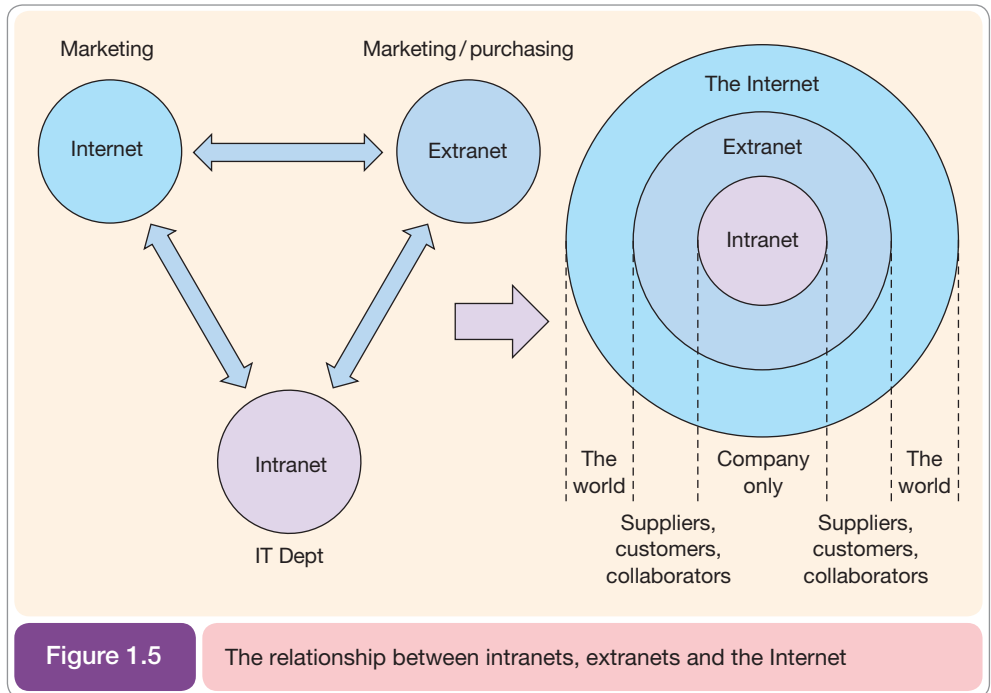 Marketing
Marketing/purchasing
Internet
Extranet
Intranet
IT Dept
The Internet
Extranet
Intranet
The
world
Suppliers,
customers,
collaborators
Company
only
Suppliers,
customers,
collaborators
The
world
Figure 1.5
The relationship between intranets, extranets and the Internet